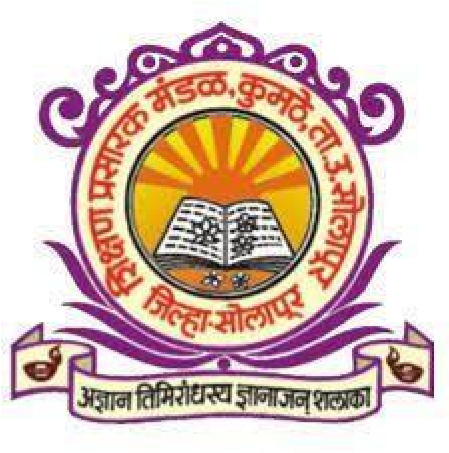 शिक्षण प्रसारक मंडळ, कुमठे, ता.उ.सोलापूर
जिल्हा-सोलापूर
अज्ञान तिमिरोधस्य ज्ञानाजन् शलाका